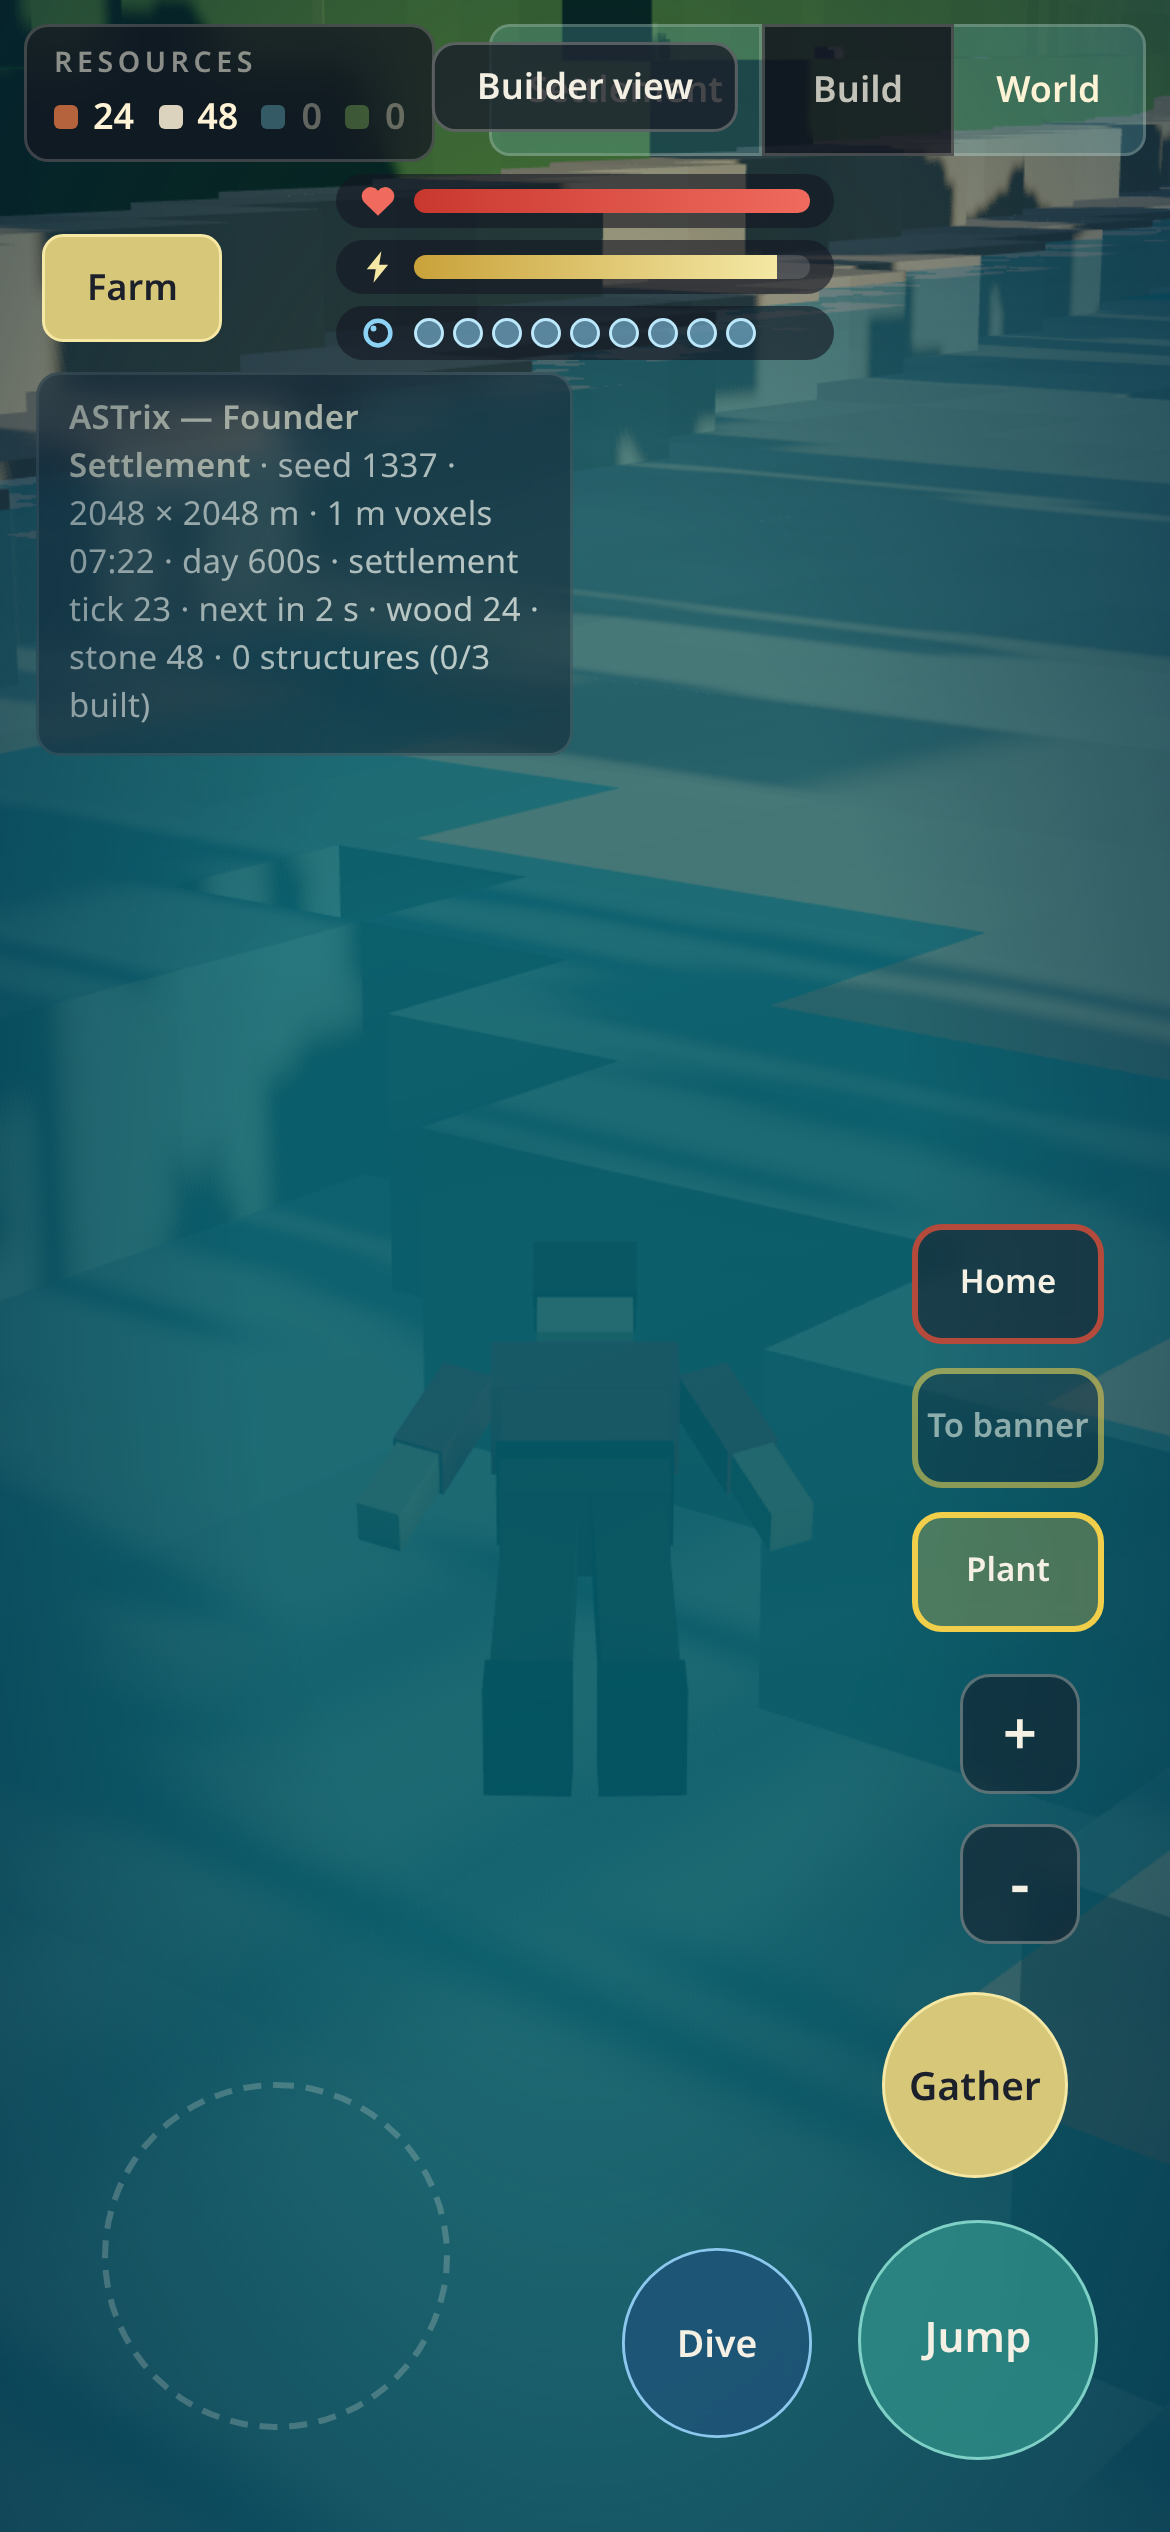 RESOURCES
24 48 0 0
Builder view
Build
World
Farm
ASTrix — Founder
Settlement · seed 1337 ·
2048 × 2048 m · 1 m voxels
07:22 · day 600s · settlement
tick 23 · next in 2 s · wood 24 ·
stone 48 · 0 structures (0/3
built)
Home
To banner
Plant
+
-
Gather
Dive
Jump